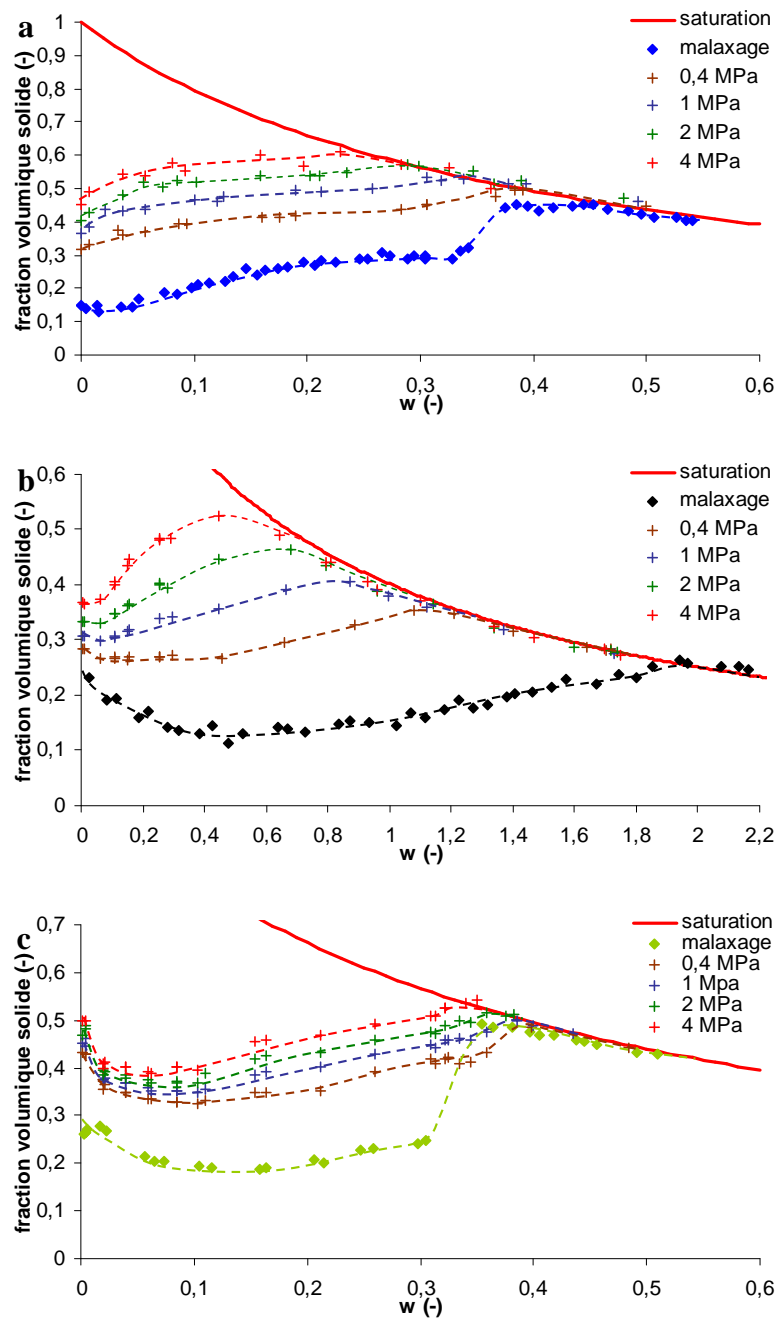 a
fraction volumique solide (-)
1
0,9
0,8
0,7
0,6
0,5
0,4
0,3
0,2
0,1
0
0 0,1 0,2 0,3 0,4 0,5 0,6
w (-)
saturation
malaxage
0,4 MPa
1 MPa
2 MPa
4 MPa
b
fraction volumique solide (-)
0,6
0,5
0,4
0,3
0,2
0,1
0
0 0,2 0,4 0,6 0,8 1 1,2 1,4 1,6 1,8 2 2,2
w (-)
saturation
malaxage
0,4 MPa
1 MPa
2 MPa
4 MPa
c
fraction volumique solide (-)
0,7
0,6
0,5
0,4
0,3
0,2
0,1
0
0 0,1 0,2 0,3 0,4 0,5 0,6
w (-)
saturation
malaxage
0,4 MPa
1 Mpa
2 MPa
4 MPa